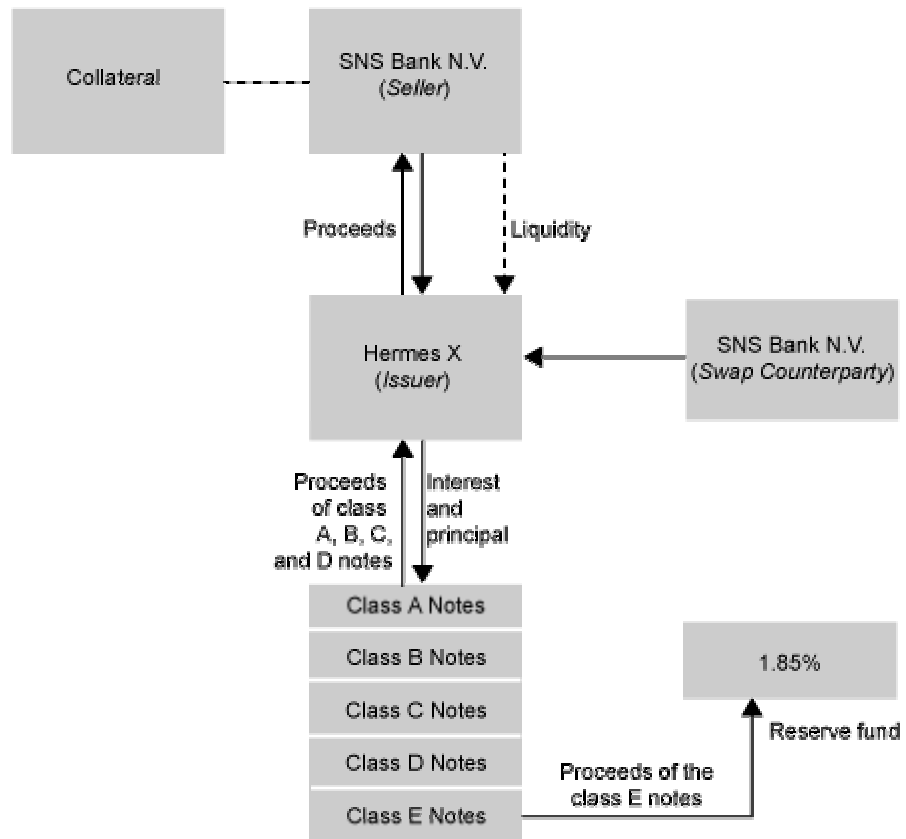 Collateral
SNS Bank N.V.
(Seller)
Proceeds
Liquidity
Hermes X
(Issuer)
SNS Bank N.V.
(Swap Counterparty)
Proceeds
of class
A, B, C,
and D notes
Interest
and
principal
Class A Notes
Class B Notes
Class C Notes
Class D Notes
Class E Notes
1.85%
Reserve fund
Proceeds of the
class E notes